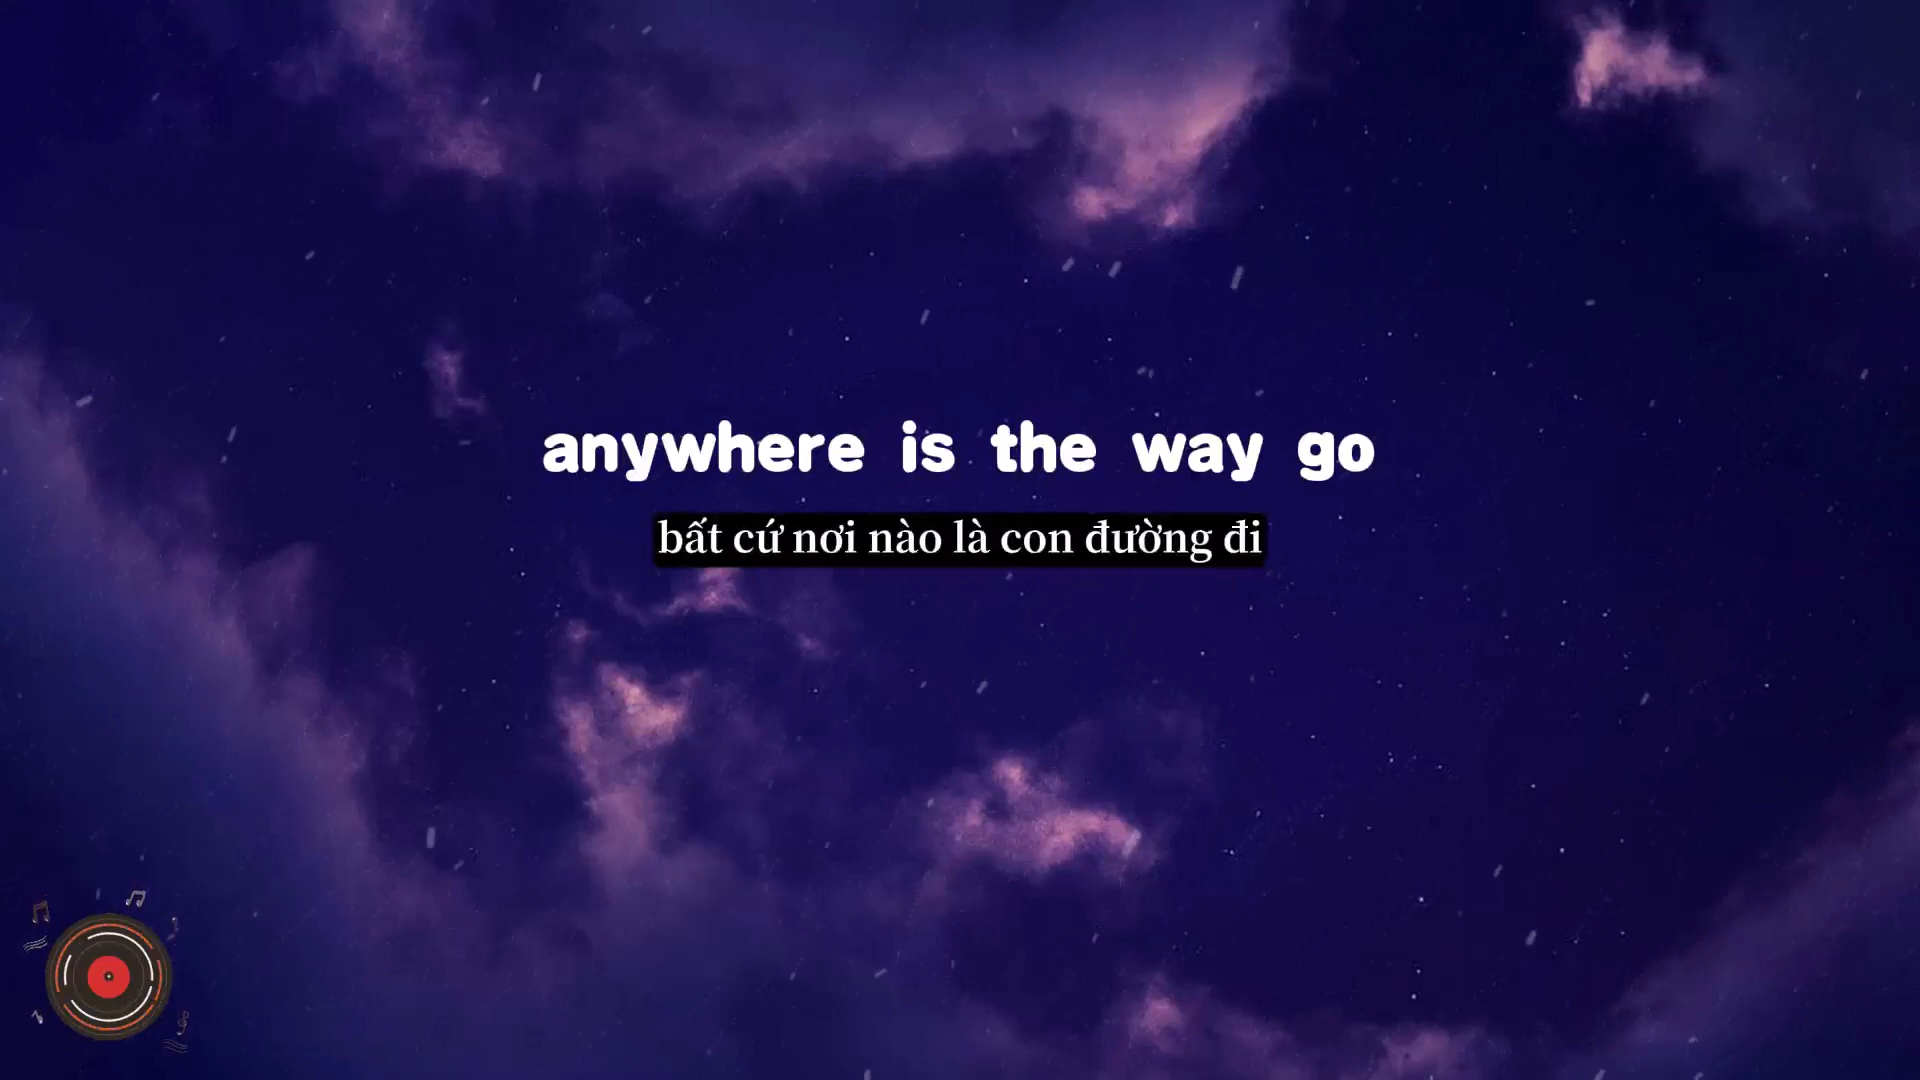 anywhere is the way go
bất cứ nơi nào là con đường đi